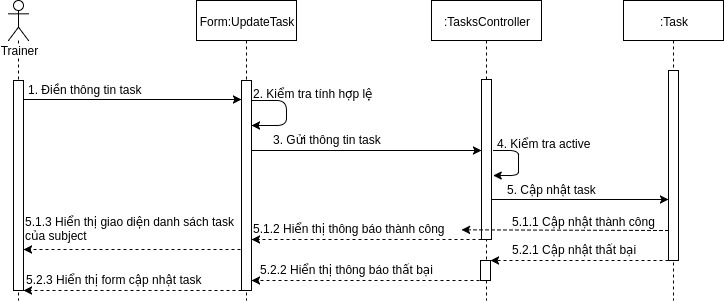 Trainer
Form:UpdateTask
:TasksController
:Task
1. Điền thông tin task
2. Kiểm tra tính hợp lệ
3. Gửi thông tin task
4. Kiểm tra active
5. Cập nhật task
5.1.1 Cập nhật thành công
5.1.2 Hiển thị thông báo thành công
5.1.3 Hiển thị giao diện danh sách task
của subject
5.2.1 Cập nhật thất bại
5.2.2 Hiển thị thông báo thất bại
5.2.3 Hiển thị form cập nhật task